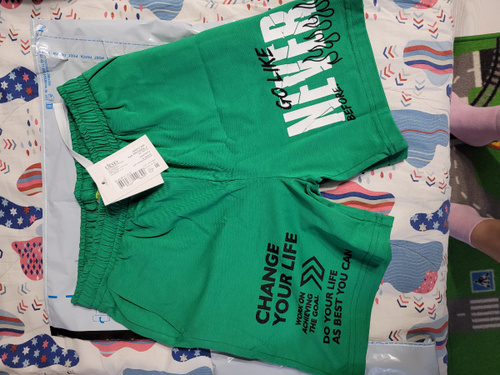 GO LIKE
NEVER
BEFORE
CHANGE
YOUR LIFE
WORK ON
ACHIEVING
THE GOAL
DO YOUR LIFE
AS BEST YOU CAN